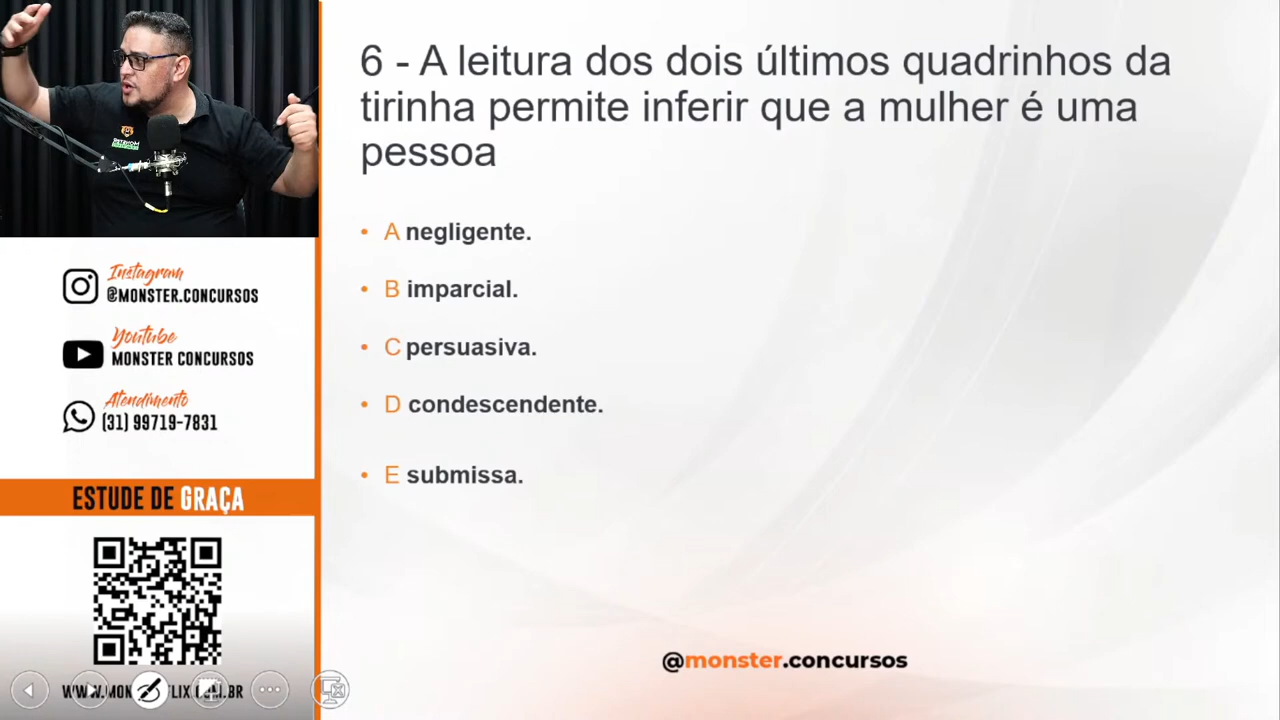 6 - A leitura dos dois últimos quadrinhos da
tirinha permite inferir que a mulher é uma
pessoa
• A negligente.
• B imparcial.
• C persuasiva.
• D condescendente.
• E submissa.
Instagram
@MONSTER.CONCURSOS
Youtube
MONSTER CONCURSOS
Atendimento
(31) 99719-7831
ESTUDE DE GRAÇA
@monster.concursos